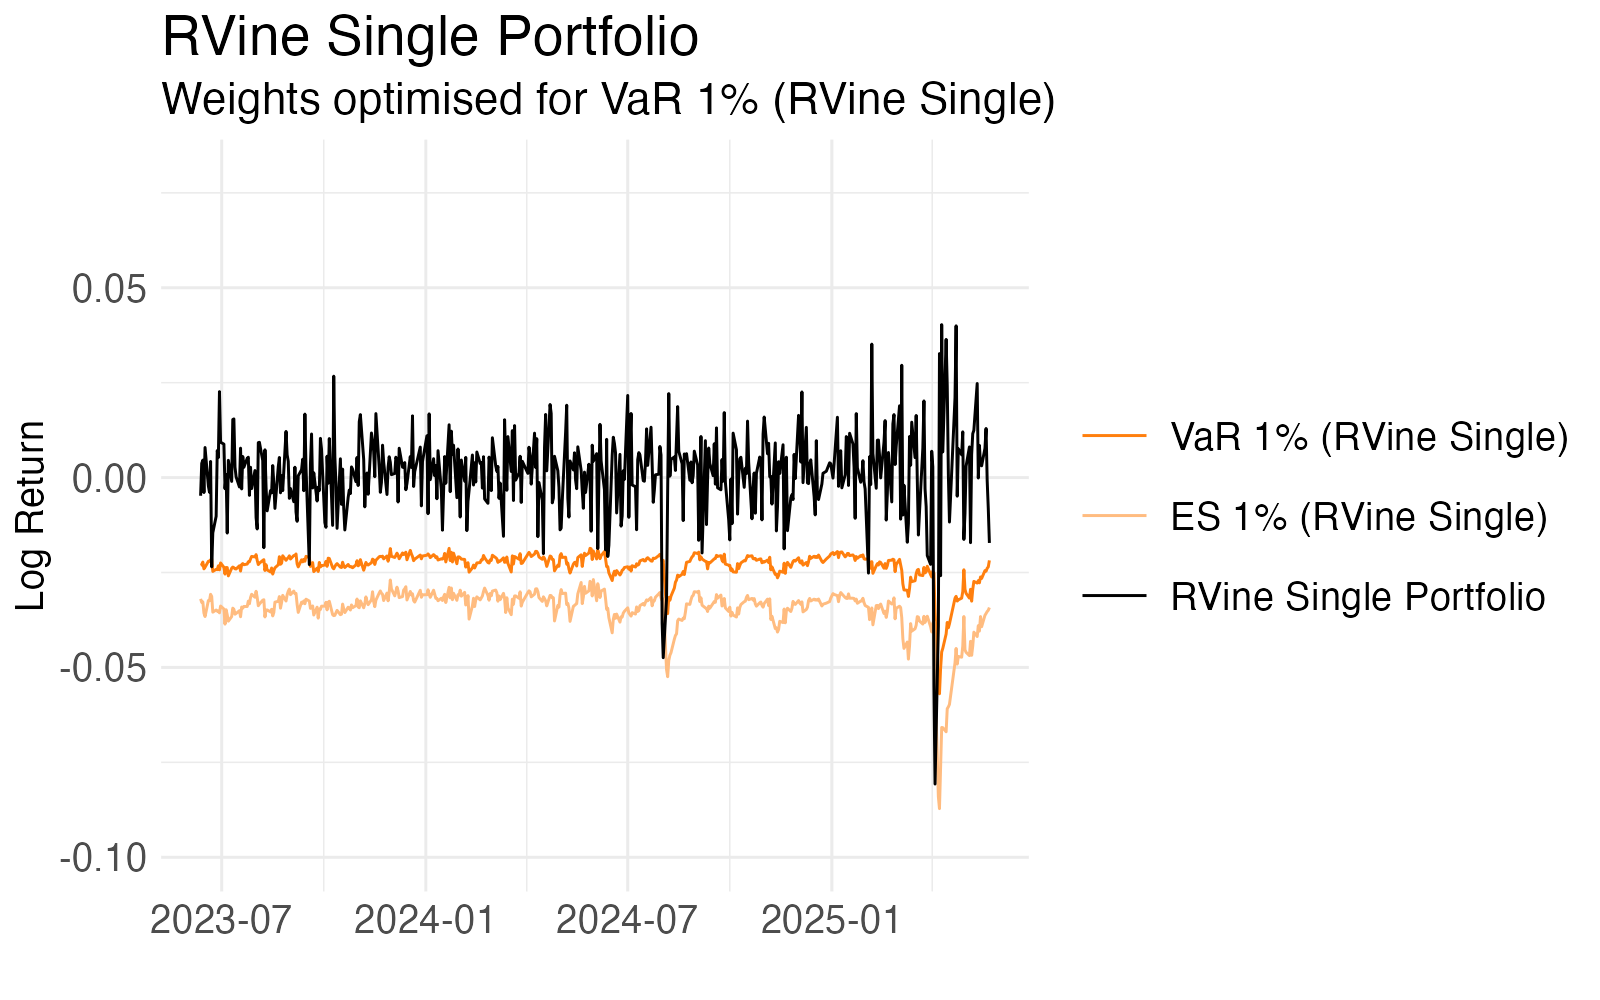 RVine Single Portfolio
Weights optimised for VaR 1% (RVine Single)
Log Return
0.05
0.00
-0.05
-0.10
2023-07
2024-01
2024-07
2025-01
VaR 1% (RVine Single)
ES 1% (RVine Single)
RVine Single Portfolio